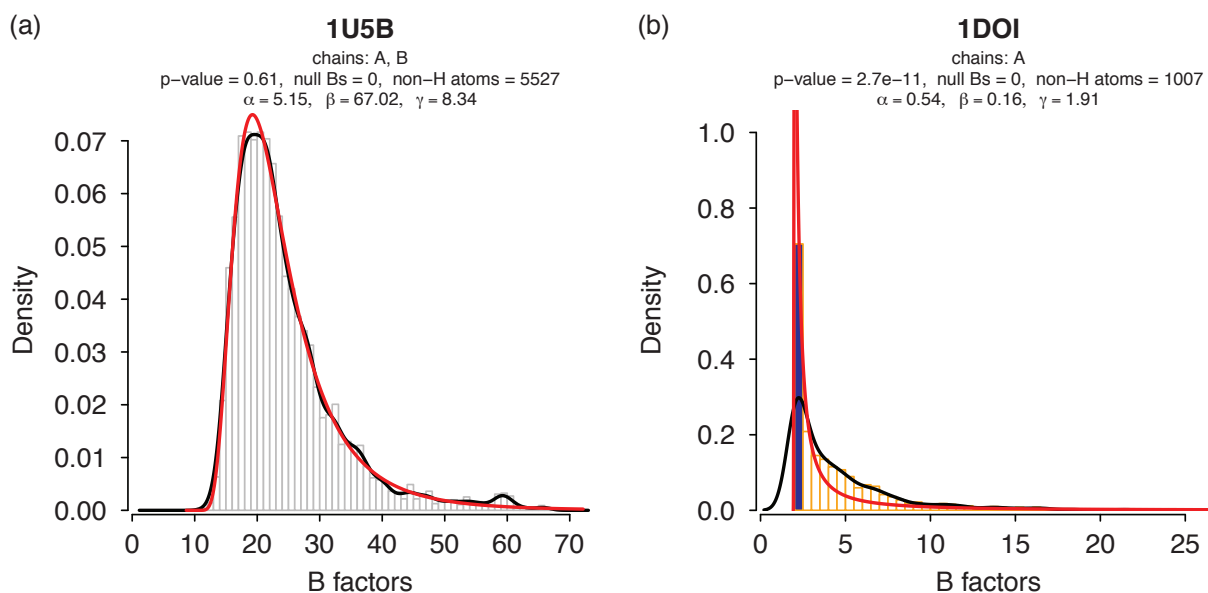 (a)
1U5B
chains: A, B
p−value = 0.61, null Bs = 0, non−H atoms = 5527
α = 5.15, β = 67.02, γ = 8.34
0.07
0.06
0.05
0.04
0.03
0.02
0.01
0.00
Density
0 10 20 30 40 50 60 70
B factors
(b)
1DOI
chains: A
p−value = 2.7e−11, null Bs = 0, non−H atoms = 1007
α = 0.54, β = 0.16, γ = 1.91
1.0
0.8
0.6
0.4
0.2
0.0
Density
0 5 10 15 20 25
B factors